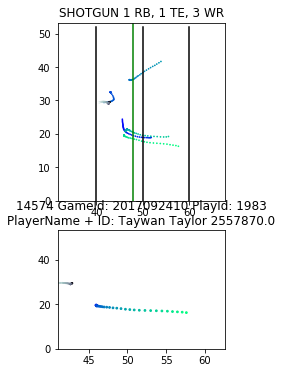 SHOTGUN 1 RB, 1 TE, 3 WR
50
40
30
20
10
0
40 50 60
14574 GameId: 2017092410 PlayId: 1983
PlayerName + ID: Taywan Taylor 2557870.0
40
20
0
45 50 55 60